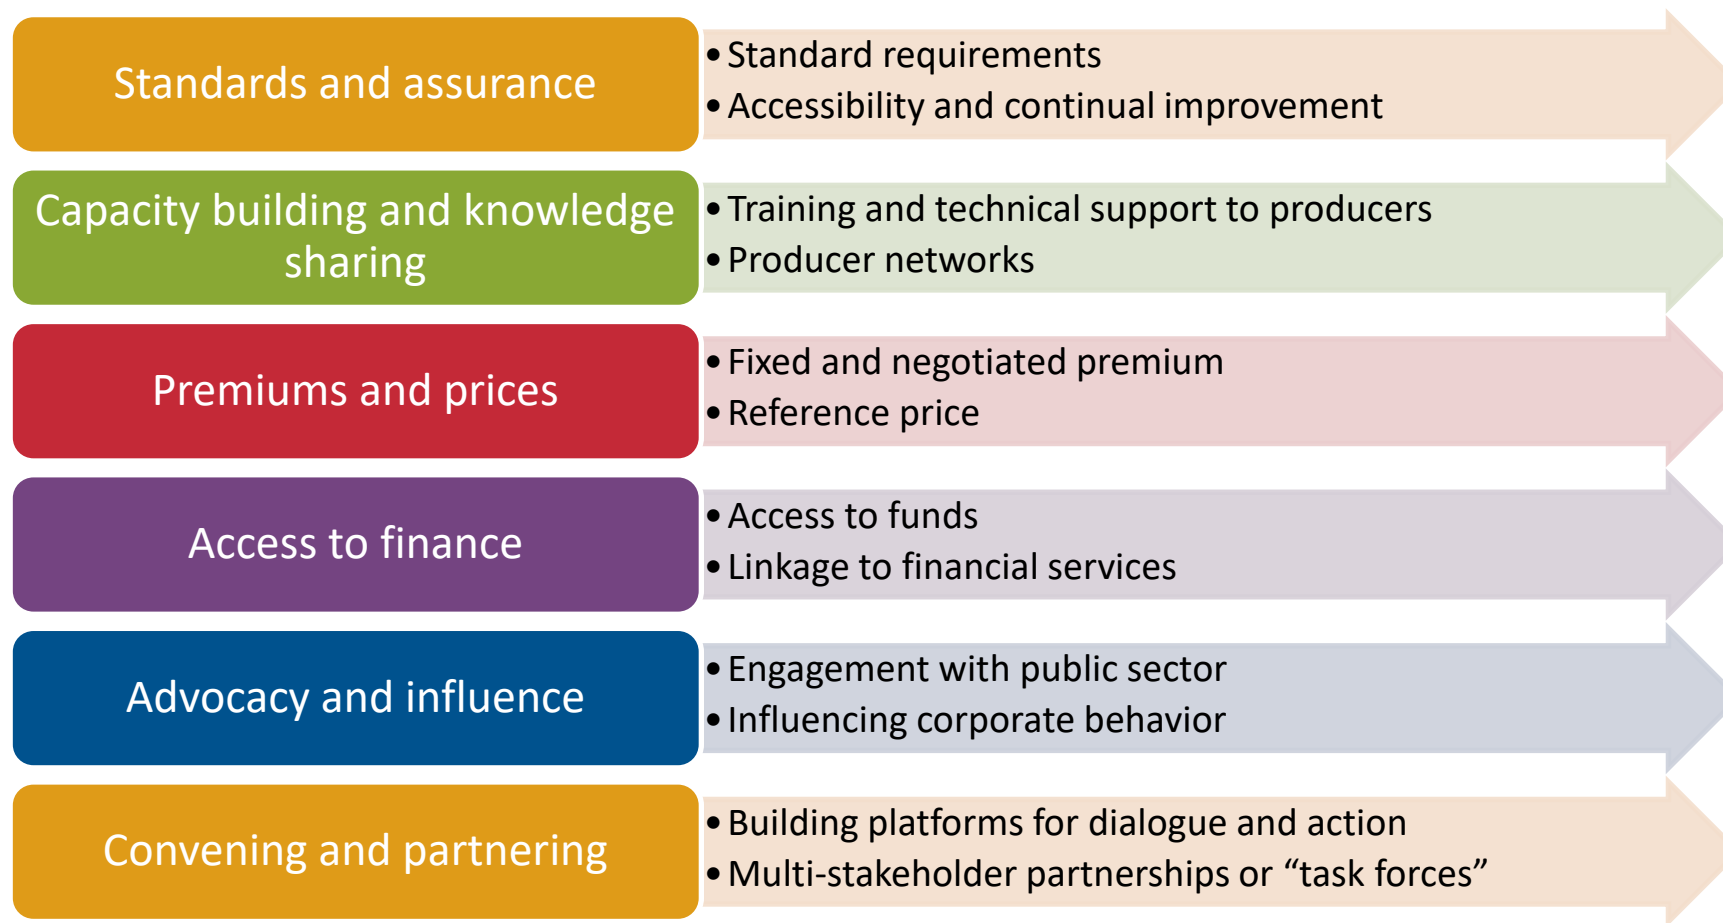 Standards and assurance
• Standard requirements
• Accessibility and continual improvement
Capacity building and knowledge
sharing
• Training and technical support to producers
• Producer networks
Premiums and prices
• Fixed and negotiated premium
• Reference price
Access to finance
• Access to funds
• Linkage to financial services
Advocacy and influence
• Engagement with public sector
• Influencing corporate behavior
Convening and partnering
• Building platforms for dialogue and action
• Multi-stakeholder partnerships or “task forces”